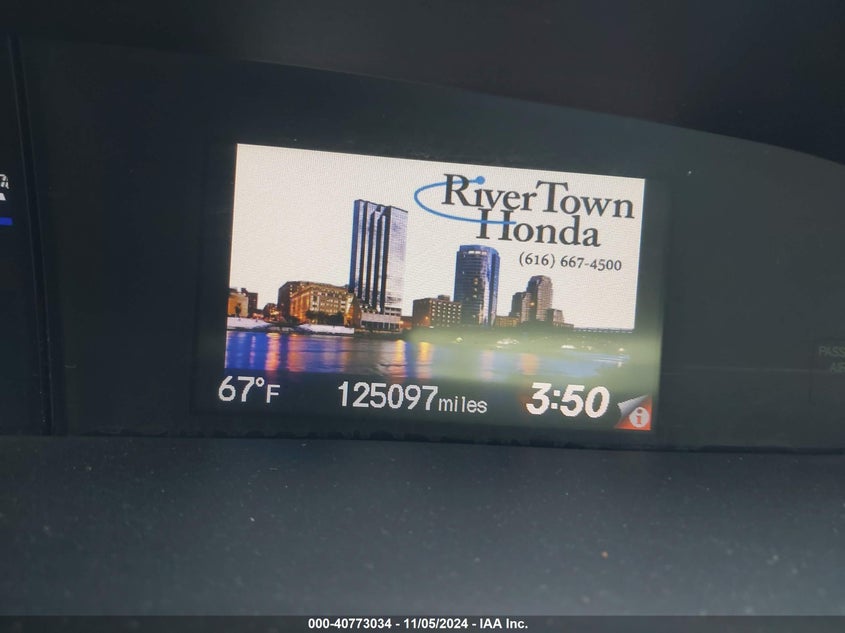 RiverTown
Honda
(616) 667-4500
67°F 125097miles 3:50
i
000-40773034 - 11/05/2024 - IAA Inc.